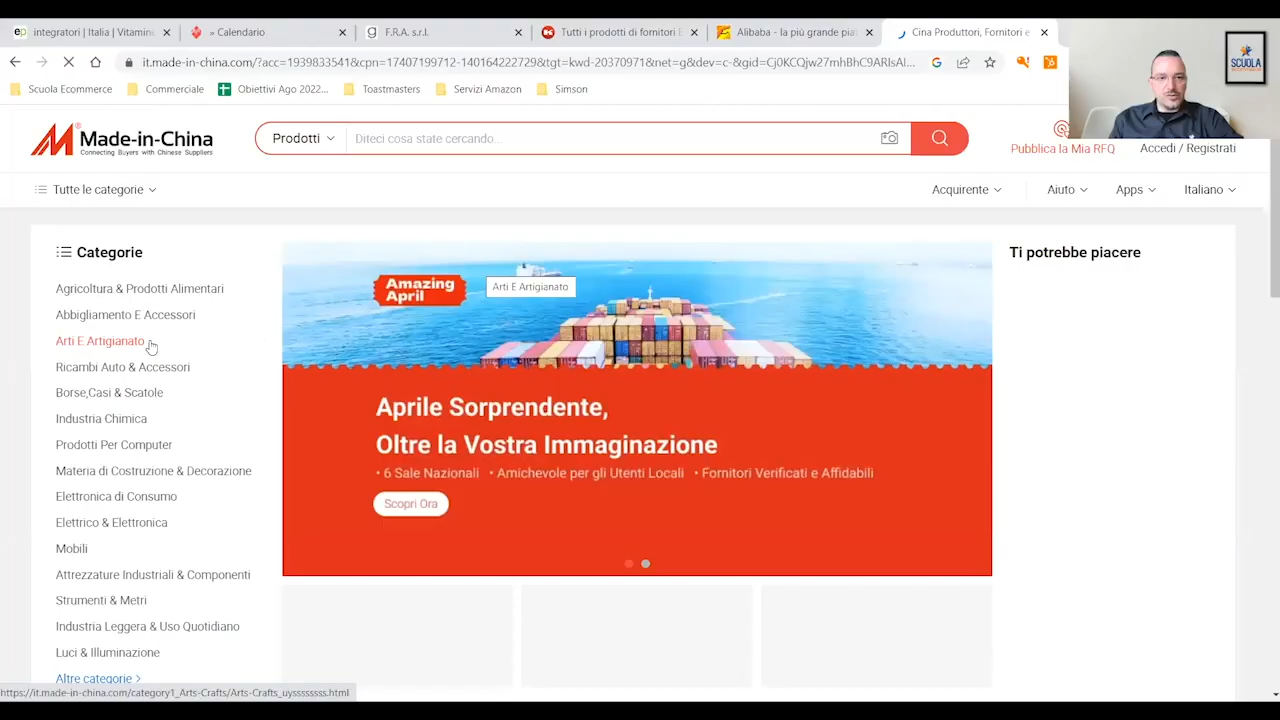 integratori | Italia | Vitamine
» Calendario
F.R.A. s.r.l.
Tutti i prodotti di fornitori E
Alibaba - la più grande piat
Cina Produttori, Fornitori e
it.made-in-china.com/?acc=1939833541&cpn=17407199712-140164222729&tgt=kwd-20370971&net=g&dev=c-&gid=Cj0KCQjw27mhBhC9ARIsAI...
Scuola Ecommerce
Commerciale
Obiettivi Ago 2022...
Toastmasters
Servizi Amazon
Simson
SCUOLA
Made-in-China
Connecting Buyers with Chinese Suppliers
Prodotti
Diteci cosa state cercando...
Pubblica la Mia RFQ
Accedi / Registrati
Tutte le categorie
Acquirente
Aiuto
Apps
Italiano
Categorie
Agricoltura & Prodotti Alimentari
Abbigliamento E Accessori
Arti E Artigianato
Ricambi Auto & Accessori
Borse,Casi & Scatole
Industria Chimica
Prodotti Per Computer
Materia di Costruzione & Decorazione
Elettronica di Consumo
Elettrico & Elettronica
Mobili
Attrezzature Industriali & Componenti
Strumenti & Metri
Industria Leggera & Uso Quotidiano
Luci & Illuminazione
Altre categorie >
Amazing
April
Arti E Artigianato
Aprile Sorprendente,
Oltre la Vostra Immaginazione
• 6 Sale Nazionali • Amichevole per gli Utenti Locali • Fornitori Verificati e Affidabili
Scopri Ora
Ti potrebbe piacere
https://it.made-in-china.com/category1_Arts-Crafts/Arts-Crafts_uyssssssss.html